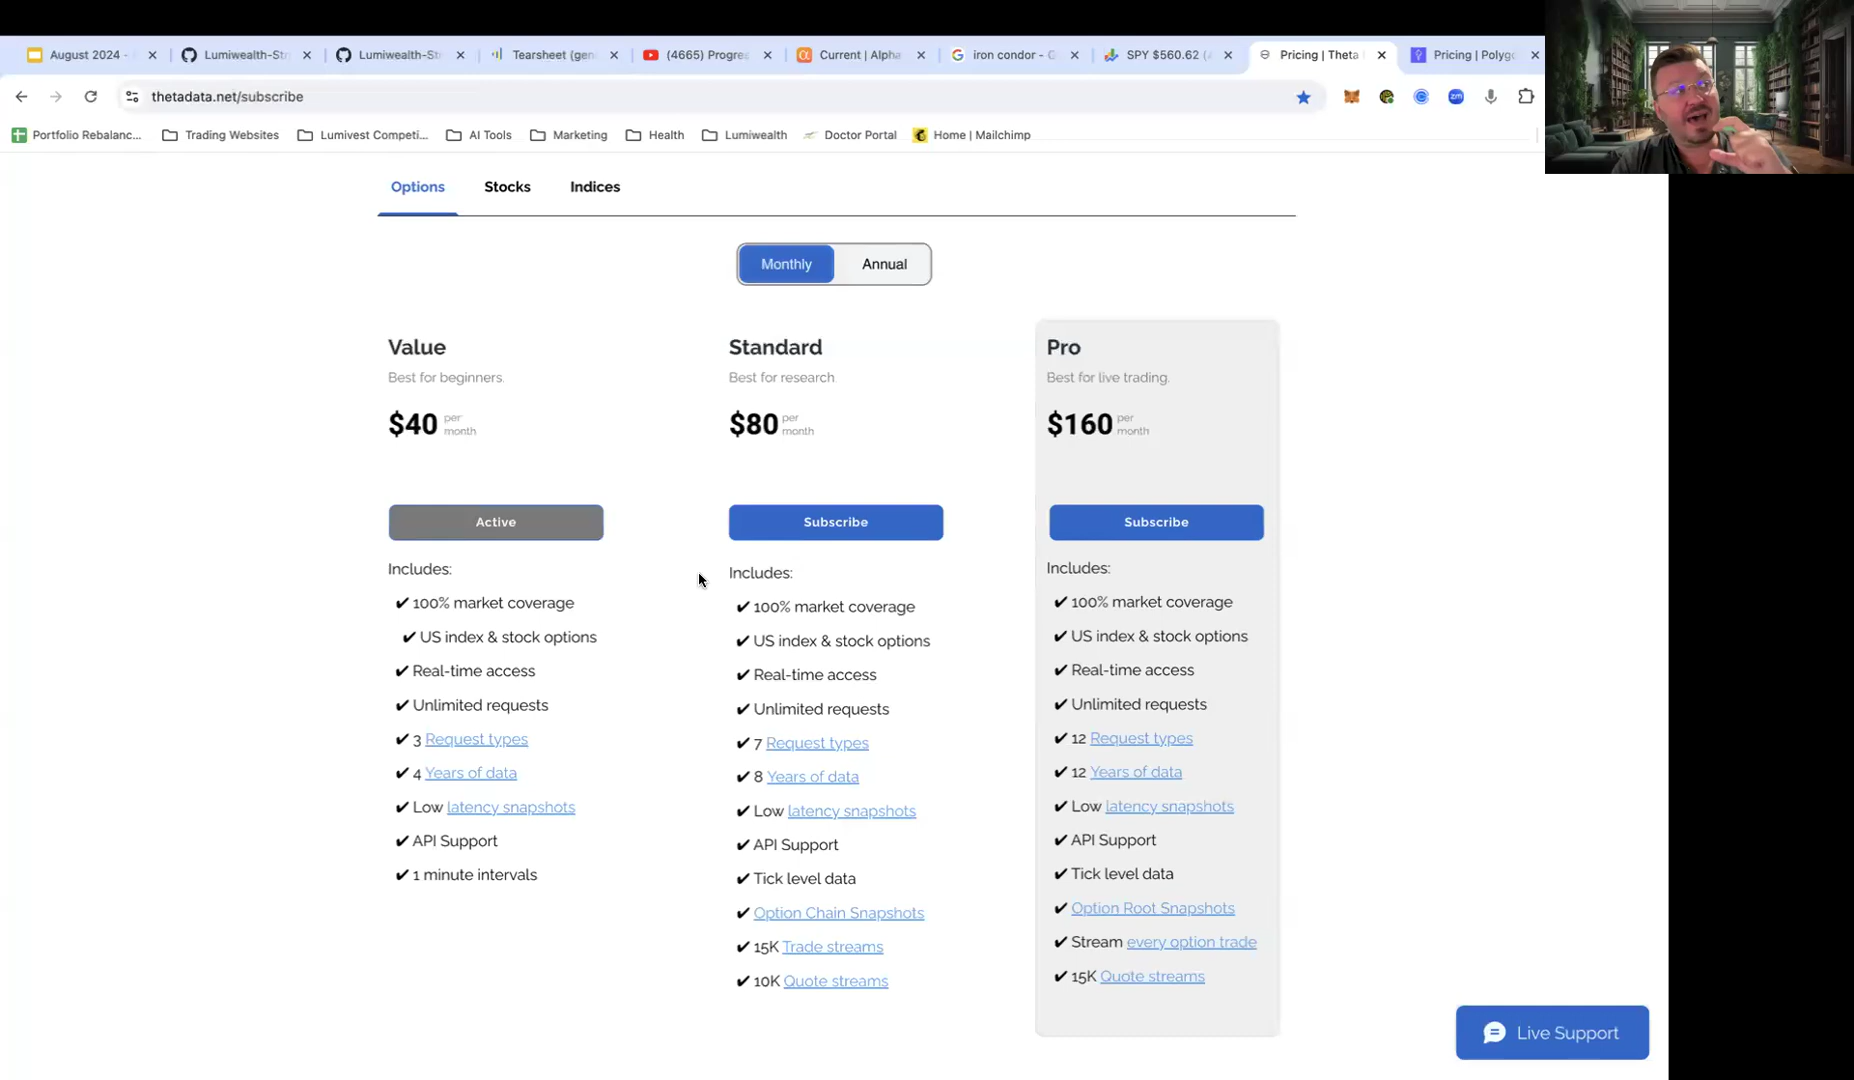 August 2024 -
Lumiwealth-Str
Lumiwealth-Str
Tearsheet (gen
(4665) Progres
Current | Alpha
iron condor - G
SPY $560.62 (
Pricing | Theta
Pricing | Polygo
thetadata.net/subscribe
zm
Portfolio Rebalanc...
Trading Websites
Lumivest Competi...
AI Tools
Marketing
Health
Lumiwealth
Doctor Portal
Home | Mailchimp
Options
Stocks
Indices
Monthly
Annual
Value
Best for beginners.
$40 per month
Active
Includes:
✔ 100% market coverage
✔ US index & stock options
✔ Real-time access
✔ Unlimited requests
✔ 3 Request types
✔ 4 Years of data
✔ Low latency snapshots
✔ API Support
✔ 1 minute intervals
Standard
Best for research.
$80 per month
Subscribe
Includes:
✔ 100% market coverage
✔ US index & stock options
✔ Real-time access
✔ Unlimited requests
✔ 7 Request types
✔ 8 Years of data
✔ Low latency snapshots
✔ API Support
✔ Tick level data
✔ Option Chain Snapshots
✔ 15K Trade streams
✔ 10K Quote streams
Pro
Best for live trading.
$160 per month
Subscribe
Includes:
✔ 100% market coverage
✔ US index & stock options
✔ Real-time access
✔ Unlimited requests
✔ 12 Request types
✔ 12 Years of data
✔ Low latency snapshots
✔ API Support
✔ Tick level data
✔ Option Root Snapshots
✔ Stream every option trade
✔ 15K Quote streams
Live Support